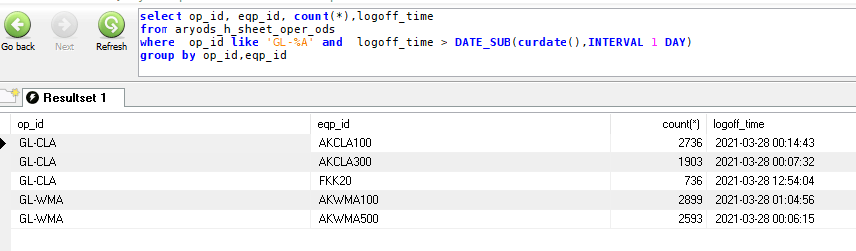 select op_id, eqp_id, count(*),logoff_time
from aryods_h_sheet_oper_ods
where  op_id like 'GL-%A' and  logoff_time > DATE_SUB(curdate(),INTERVAL 1 DAY)
group by op_id,eqp_id
Go back Next Refresh
Resultset 1
op_id eqp_id count(*) logoff_time
GL-CLA AKCLA100 2736 2021-03-28 00:14:43
GL-CLA AKCLA300 1903 2021-03-28 00:07:32
GL-CLA FKK20 736 2021-03-28 12:54:04
GL-WMA AKWMA100 2899 2021-03-28 01:04:56
GL-WMA AKWMA500 2593 2021-03-28 00:06:15